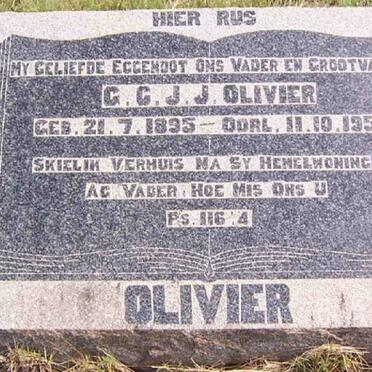 HIER RUS
MY GELIEFDE EGGENOOT ONS VADER EN GROOTVA
G. C. J. J. OLIVIER
GEB. 21.7.1895 — OORL. 11.10.195
SKIELIK VERHUIS NA SY HEMELWONING
AG VADER HOE MIS ONS U
PS. 116 4
OLIVIER